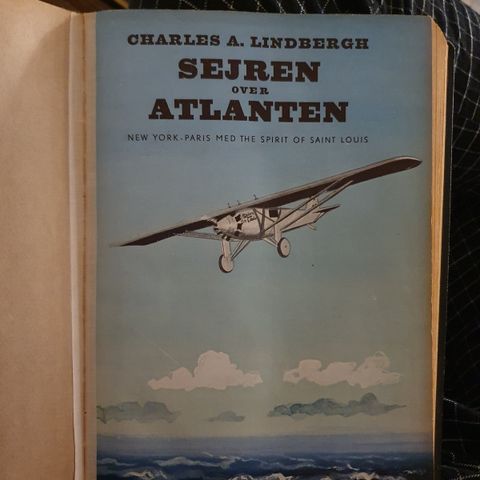 CHARLES A. LINDBERGH
SEJREN
OVER
ATLANTEN
NEW YORK-PARIS MED THE SPIRIT OF SAINT LOUIS